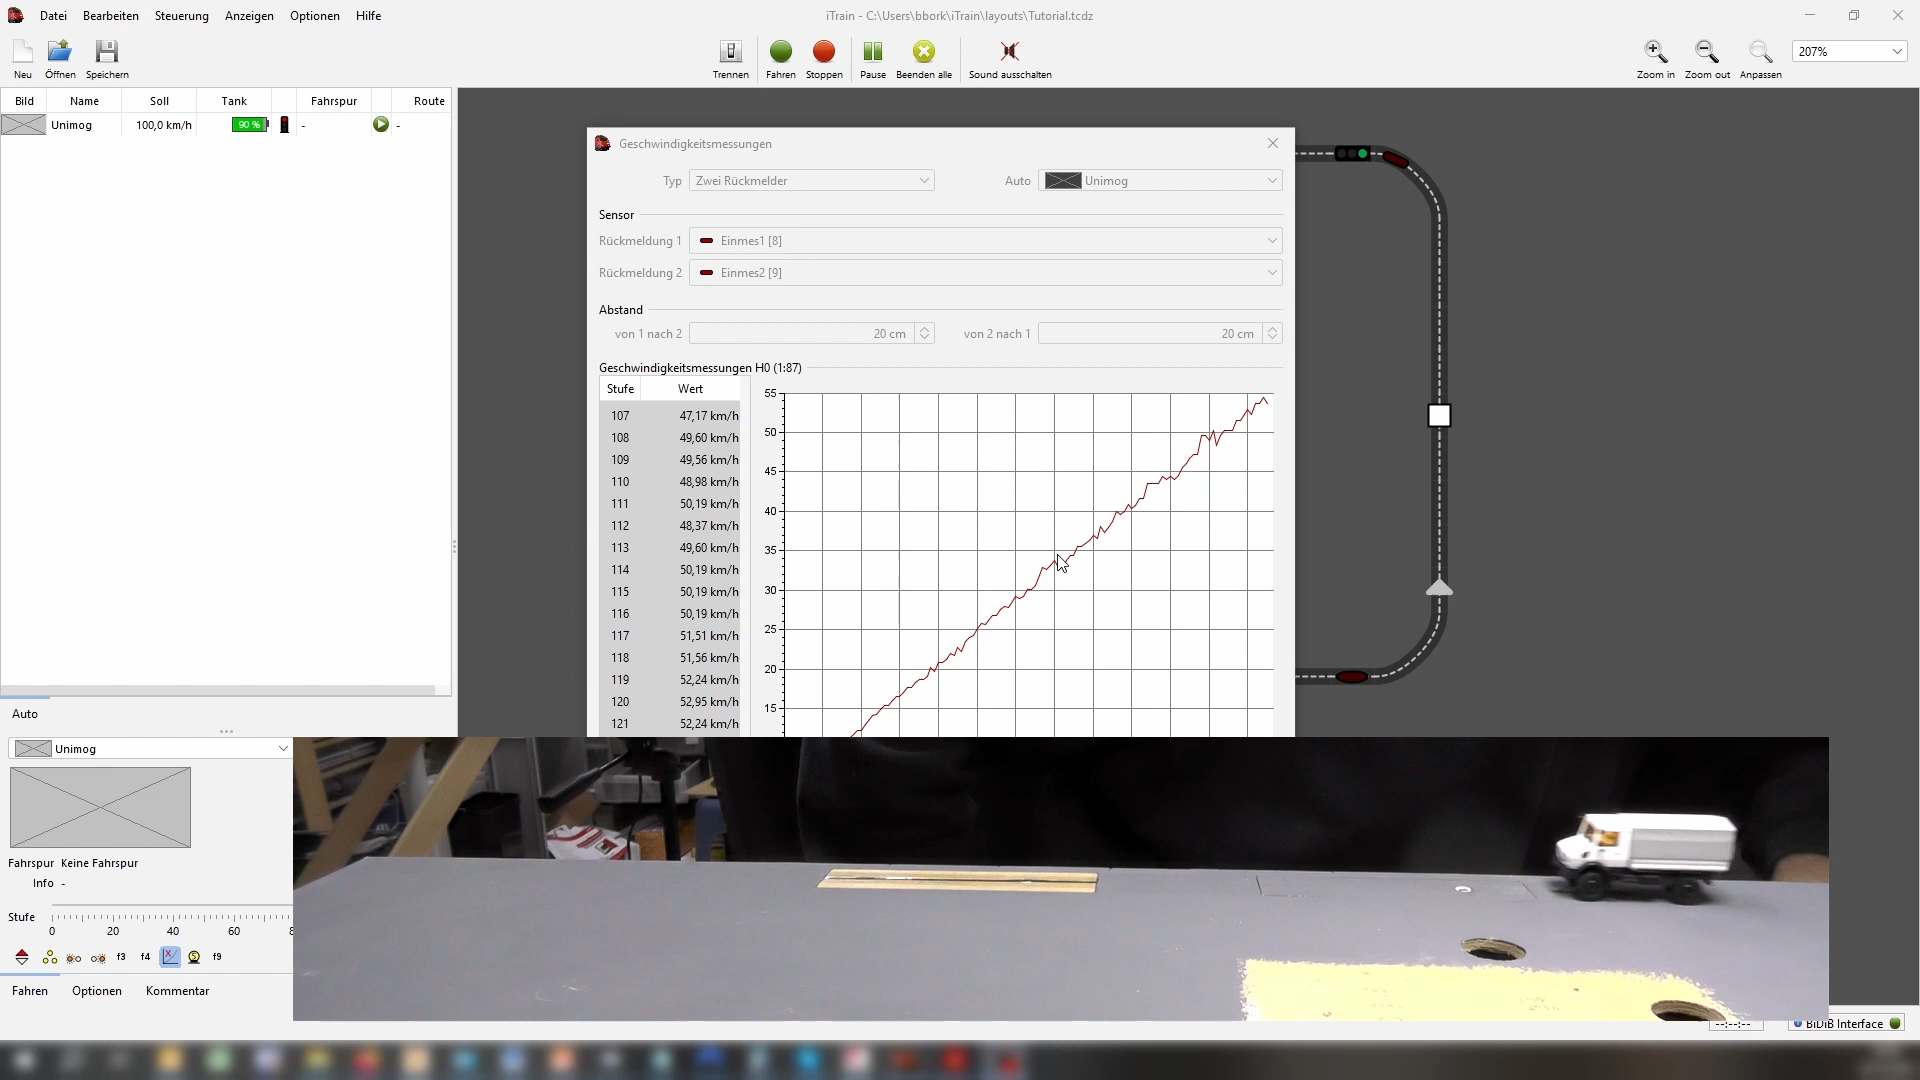 Datei Bearbeiten Steuerung Anzeigen Optionen Hilfe
iTrain - C:\Users\bbork\iTrain\layouts\Tutorial.tcdz
Neu Öffnen Speichern
Trennen Fahren Stoppen Pause Beenden alle Sound ausschalten
Zoom in Zoom out Anpassen
207%
Bild Name Soll Tank Fahrspur Route
Unimog 100,0 km/h 90 % - -
Geschwindigkeitsmessungen
Typ Zwei Rückmelder Auto Unimog
Sensor
Rückmeldung 1 Einmes1 [8]
Rückmeldung 2 Einmes2 [9]
Abstand
von 1 nach 2 20 cm von 2 nach 1 20 cm
Geschwindigkeitsmessungen H0 (1:87)
Stufe Wert
107 47,17 km/h
108 49,60 km/h
109 49,56 km/h
110 48,98 km/h
111 50,19 km/h
112 48,37 km/h
113 49,60 km/h
114 50,19 km/h
115 50,19 km/h
116 50,19 km/h
117 51,51 km/h
118 51,56 km/h
119 52,24 km/h
120 52,95 km/h
121 52,24 km/h
55
50
45
40
35
30
25
20
15
Auto
Unimog
Fahrspur Keine Fahrspur
Info -
Stufe
0 20 40 60
f3 f4 f9
Fahren Optionen Kommentar
--:--:--
BiDiB Interface